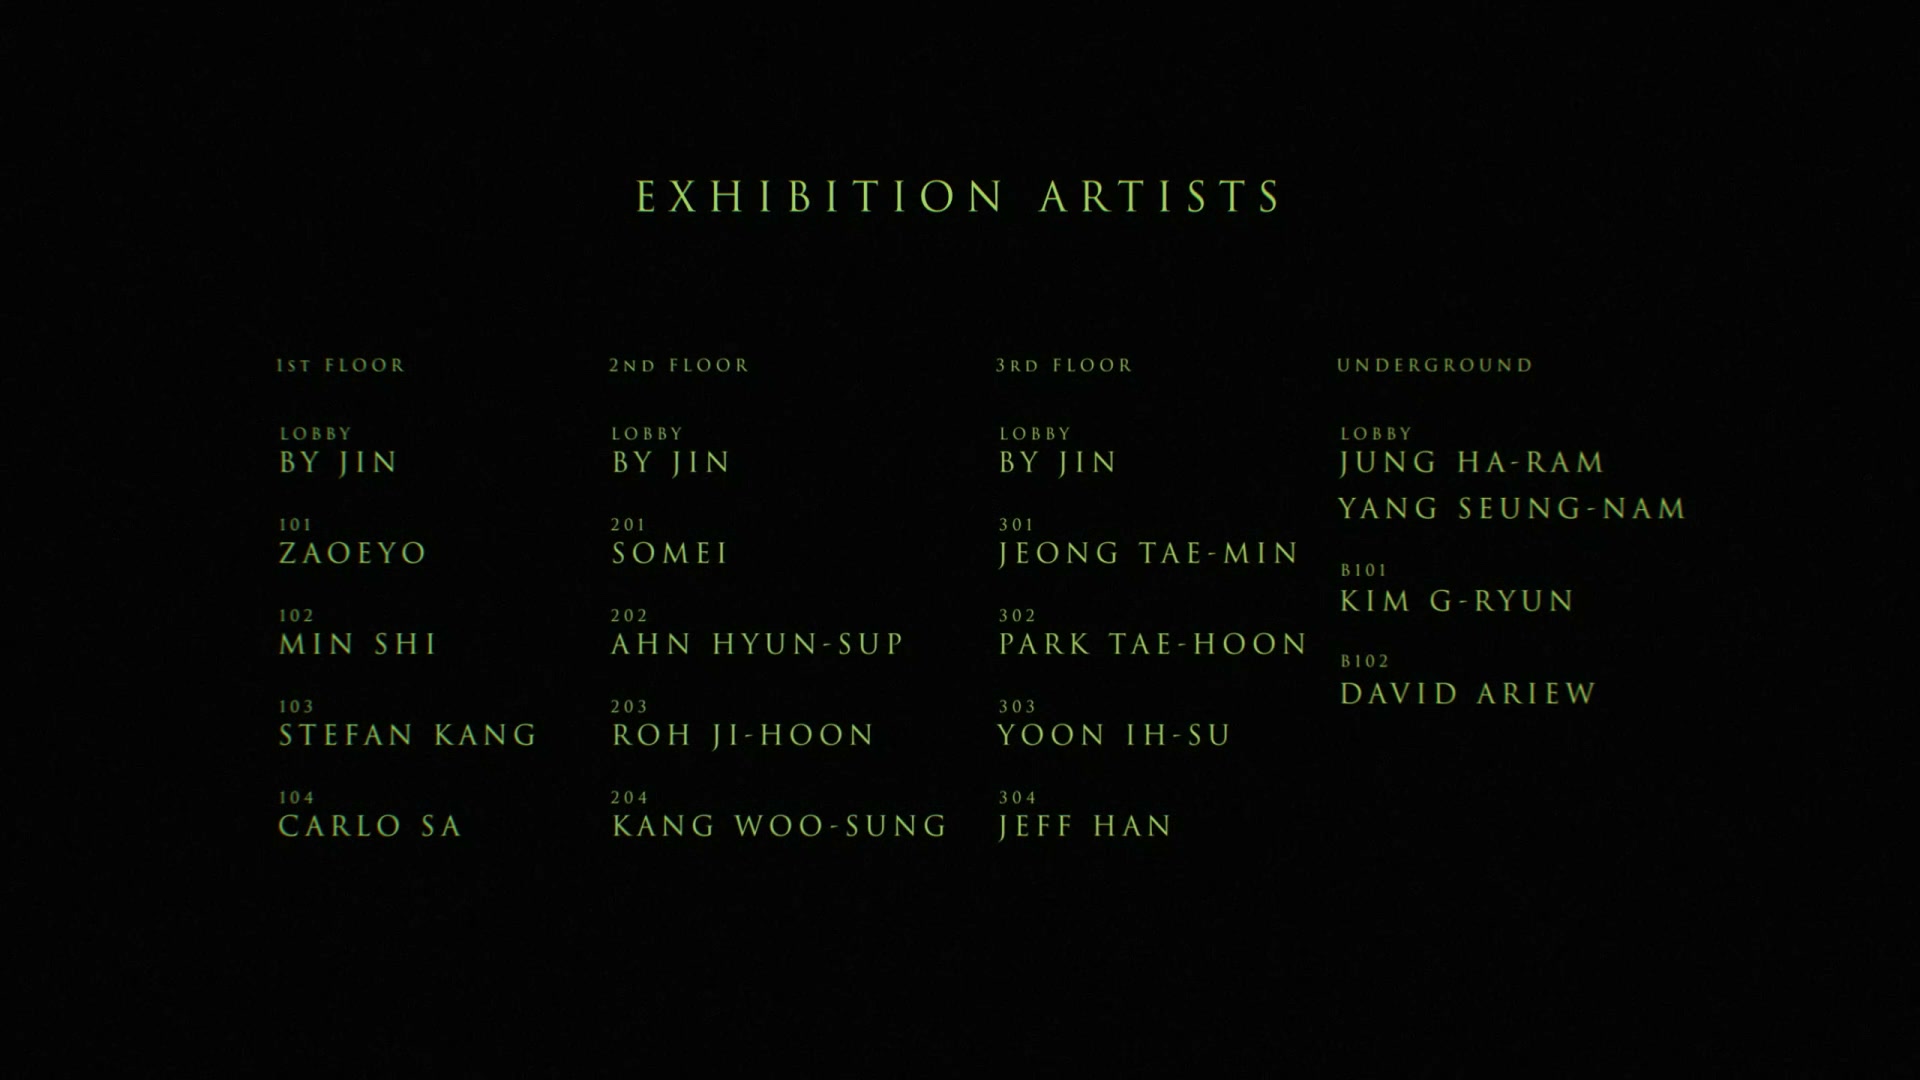 EXHIBITION ARTISTS
1ST FLOOR
LOBBY
BY JIN
101
ZAOEYO
102
MIN SHI
103
STEFAN KANG
104
CARLO SA
2ND FLOOR
LOBBY
BY JIN
201
SOMEI
202
AHN HYUN-SUP
203
ROH JI-HOON
204
KANG WOO-SUNG
3RD FLOOR
LOBBY
BY JIN
301
JEONG TAE-MIN
302
PARK TAE-HOON
303
YOON IH-SU
304
JEFF HAN
UNDERGROUND
LOBBY
JUNG HA-RAM
YANG SEUNG-NAM
B101
KIM G-RYUN
B102
DAVID ARIEW